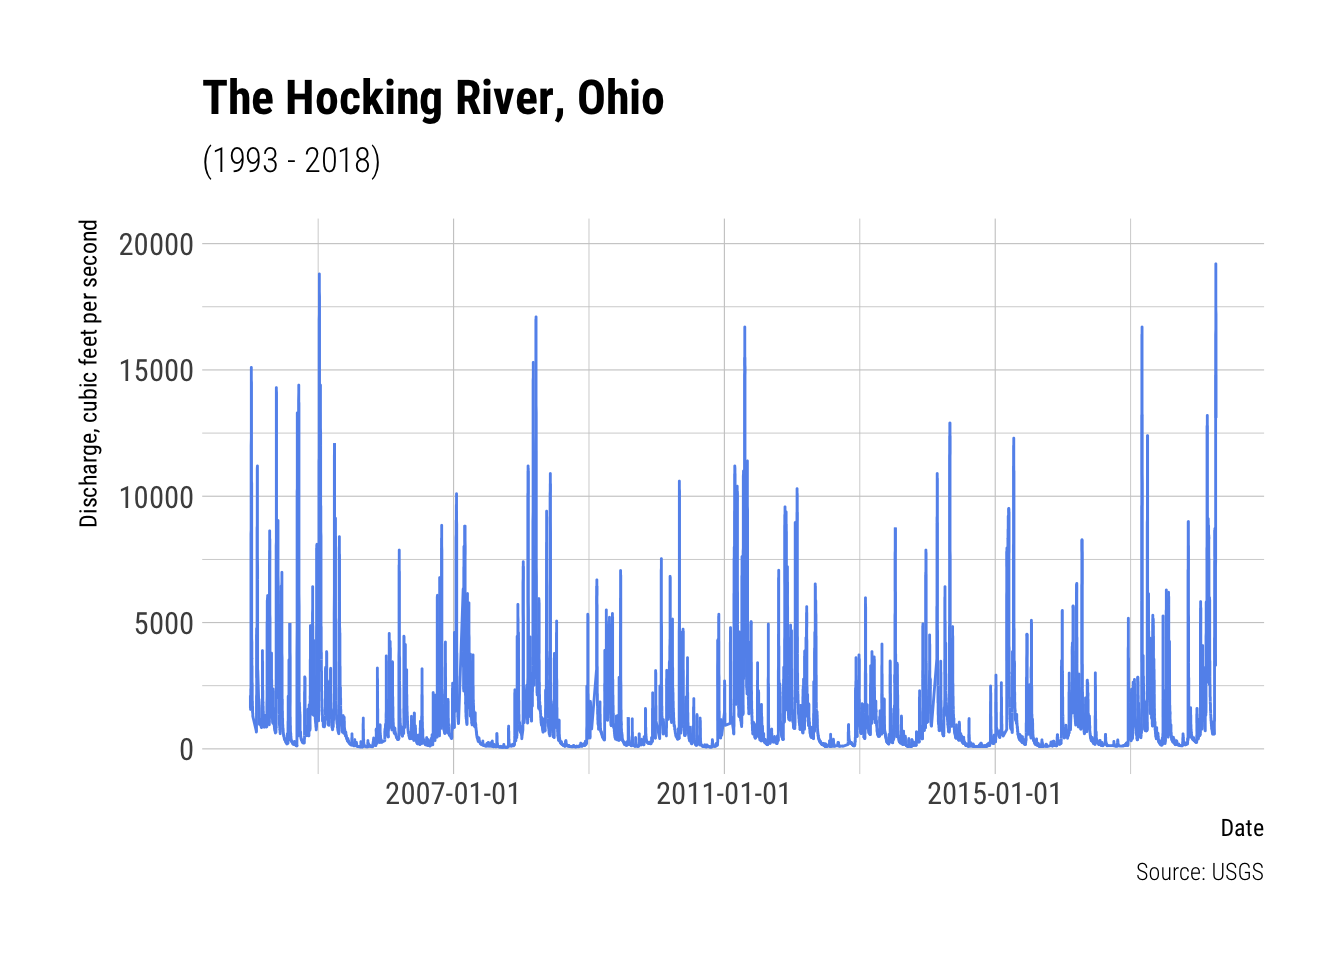 The Hocking River, Ohio
(1993 - 2018)
Discharge, cubic feet per second
20000
15000
10000
5000
0
2007-01-01
2011-01-01
2015-01-01
Date
Source: USGS